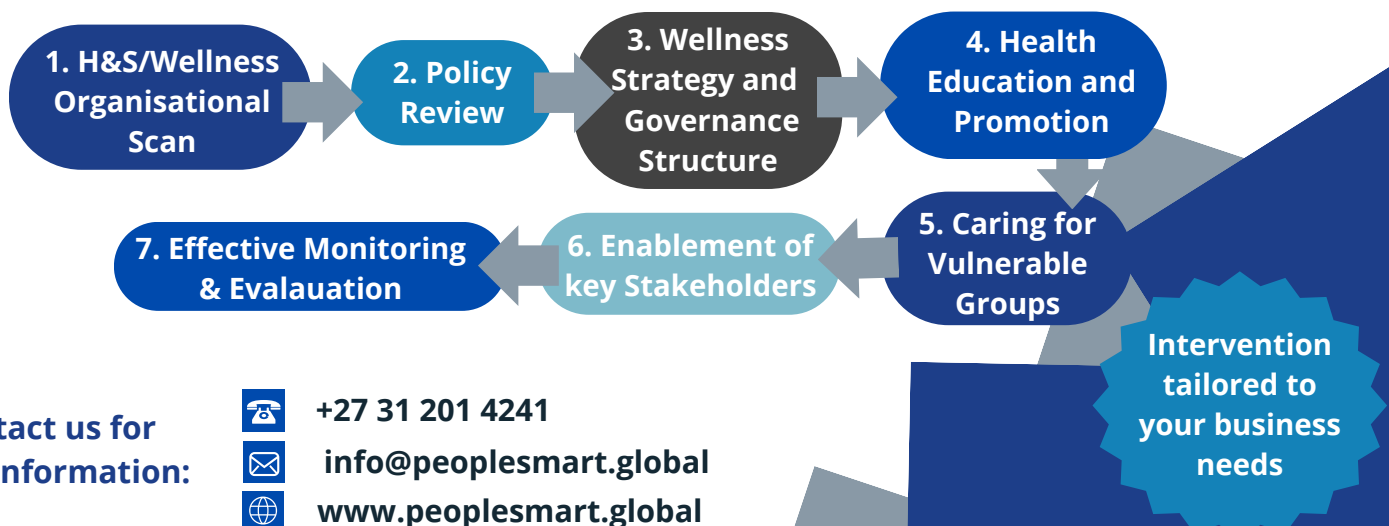 1. H&S/Wellness
Organisational
Scan
2. Policy
Review
3. Wellness
Strategy and
Governance
Structure
4. Health
Education and
Promotion
5. Caring for
Vulnerable
Groups
6. Enablement of
key Stakeholders
7. Effective Monitoring
& Evalauation
Intervention
tailored to
your business
needs
tact us for
nformation:
+27 31 201 4241
info@peoplesmart.global
www.peoplesmart.global